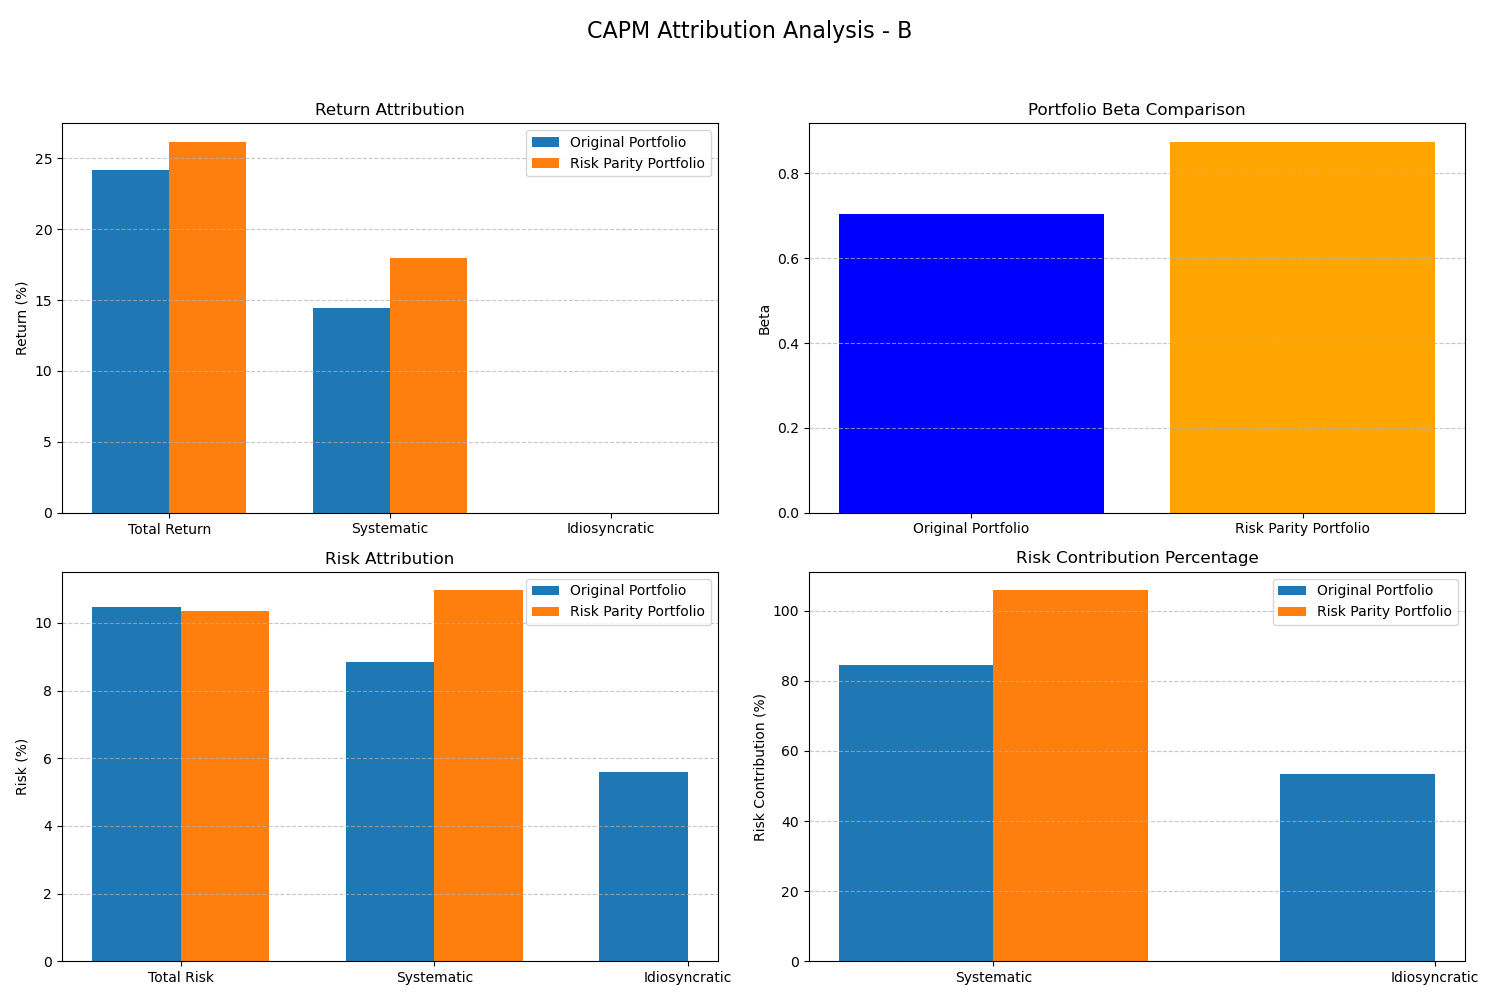 CAPM Attribution Analysis - B
Return Attribution
Return (%)
25
20
15
10
5
0
Original Portfolio
Risk Parity Portfolio
Total Return
Systematic
Idiosyncratic
Portfolio Beta Comparison
Beta
0.8
0.6
0.4
0.2
0.0
Original Portfolio
Risk Parity Portfolio
Risk Attribution
Risk (%)
10
8
6
4
2
0
Original Portfolio
Risk Parity Portfolio
Total Risk
Systematic
Idiosyncratic
Risk Contribution Percentage
Risk Contribution (%)
100
80
60
40
20
0
Original Portfolio
Risk Parity Portfolio
Systematic
Idiosyncratic